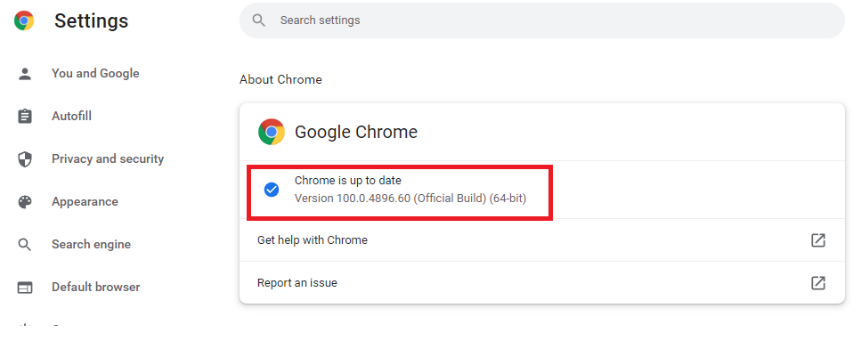 Settings
Search settings
You and Google
Autofill
Privacy and security
Appearance
Search engine
Default browser
About Chrome
Google Chrome
Chrome is up to date
Version 100.0.4896.60 (Official Build) (64-bit)
Get help with Chrome
Report an issue